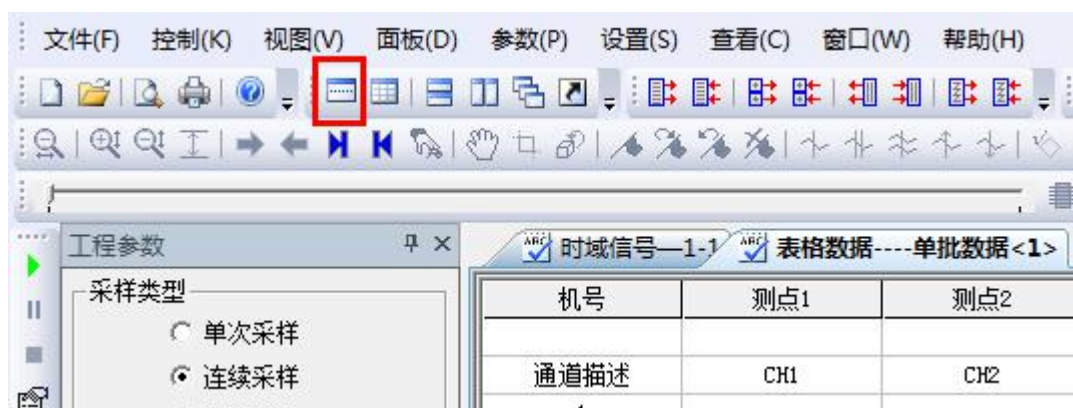 文件(F) 控制(K) 视图(V) 面板(D) 参数(P) 设置(S) 查看(C) 窗口(W) 帮助(H)
工程参数
时域信号—1-1 表格数据----单批数据<1>
采样类型
机号 测点1 测点2
单次采样
连续采样
通道描述 CH1 CH2